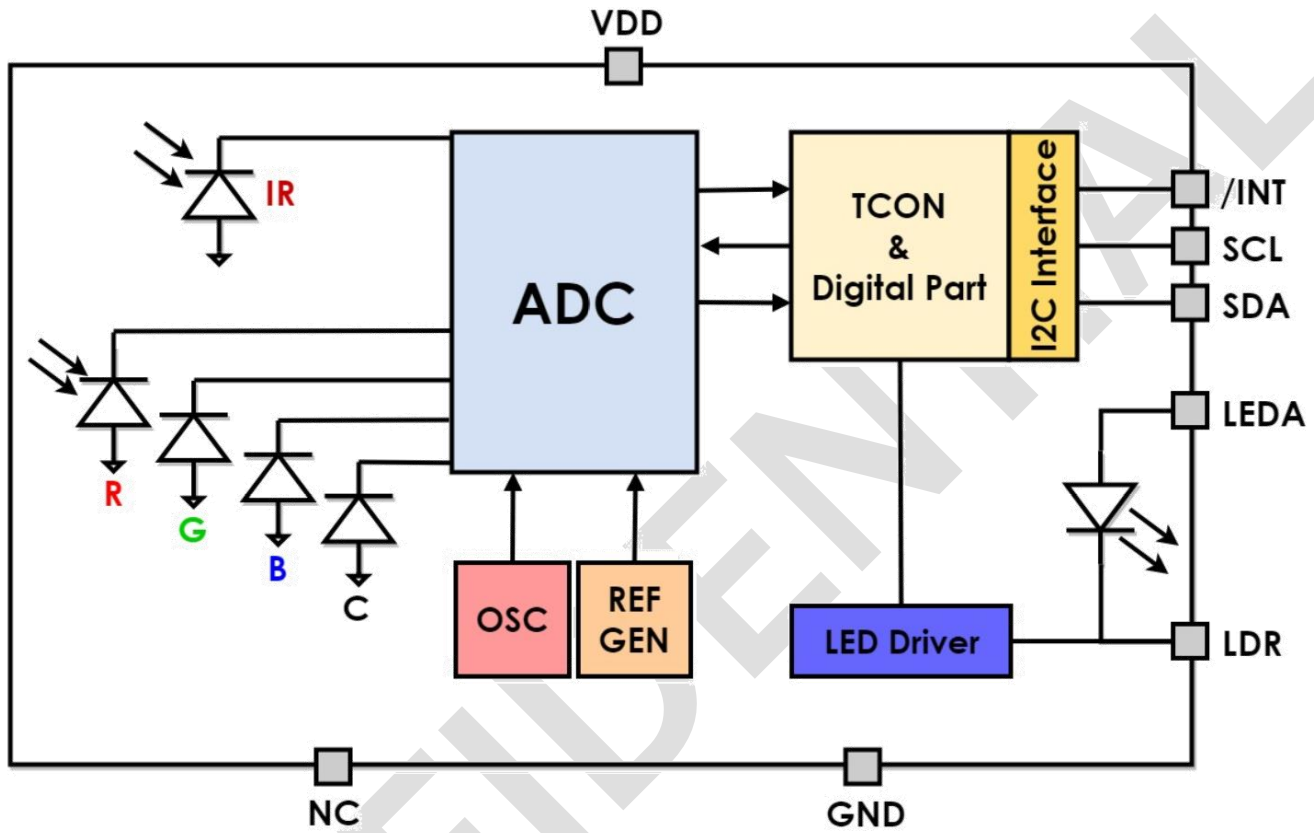 VDD
IR
ADC
TCON
&
Digital Part
I2C Interface
/INT
SCL
SDA
LEDA
R
G
B
C
OSC
REF
GEN
LED Driver
LDR
NC
GND
FIDENTIAL